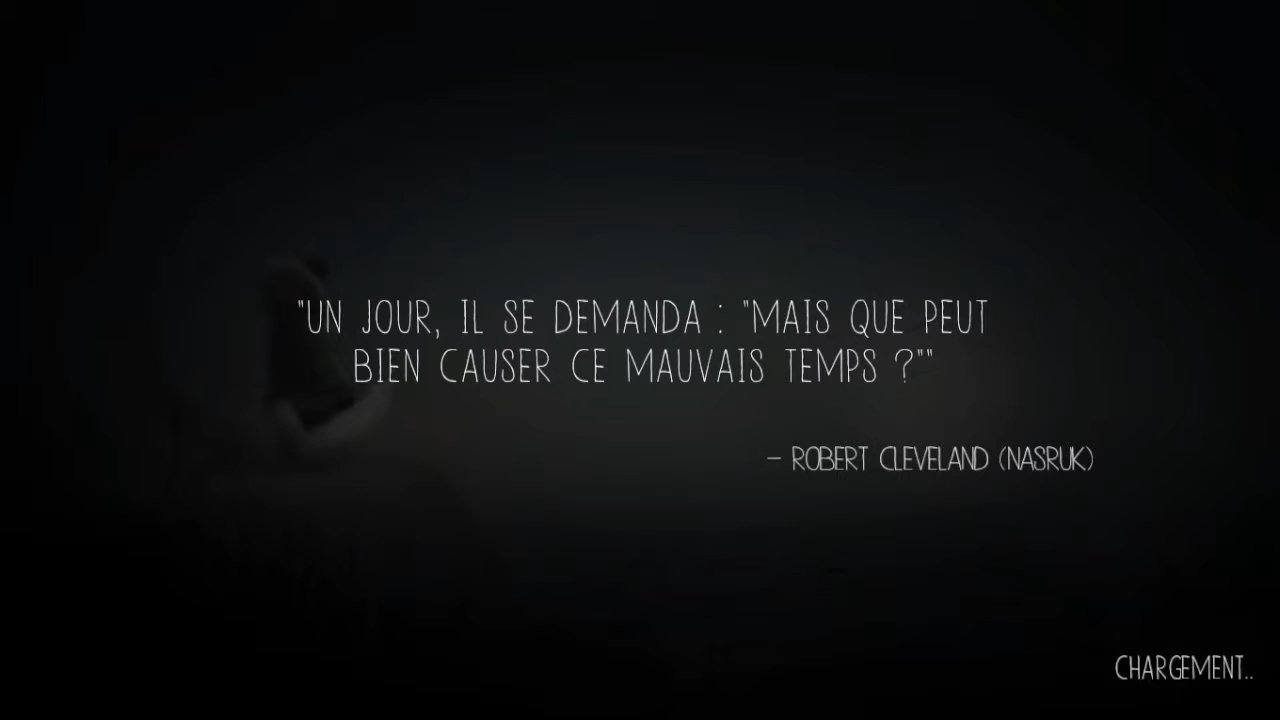 "UN JOUR, IL SE DEMANDA : "MAIS QUE PEUT
BIEN CAUSER CE MAUVAIS TEMPS ?""
– ROBERT CLEVELAND (NASRUK)
CHARGEMENT..